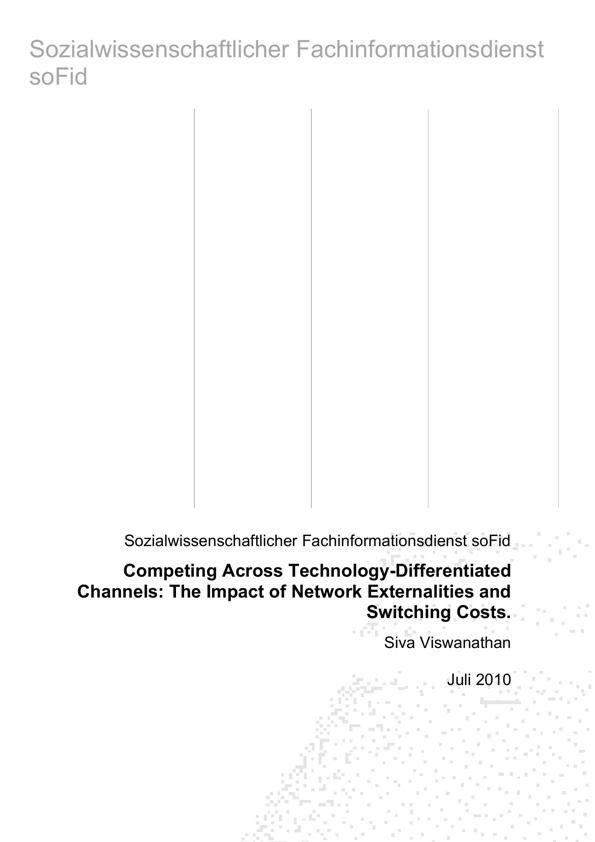 Sozialwissenschaftlicher Fachinformationsdienst
soFid
Sozialwissenschaftlicher Fachinformationsdienst soFid
Competing Across Technology-Differentiated
Channels: The Impact of Network Externalities and
Switching Costs.
Siva Viswanathan
Juli 2010